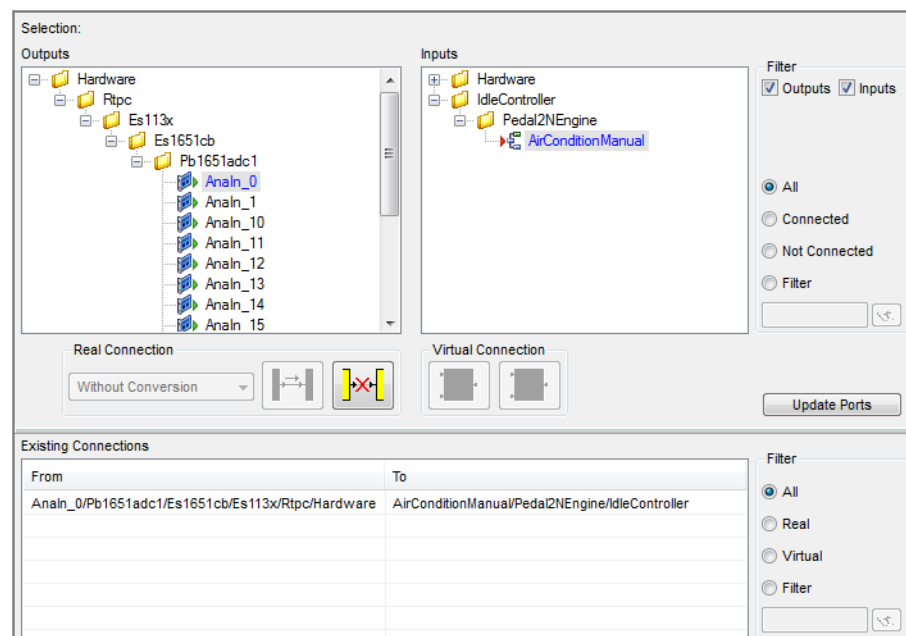 Selection:
Outputs
Inputs
Hardware
Rtpc
Es113x
Es1651cb
Pb1651adc1
AnaIn_0
AnaIn_1
AnaIn_10
AnaIn_11
AnaIn_12
AnaIn_13
AnaIn_14
AnaIn_15
Hardware
IdleController
Pedal2NEngine
AirConditionManual
Filter
Outputs Inputs
All
Connected
Not Connected
Filter
Real Connection
Without Conversion
Virtual Connection
Update Ports
Existing Connections
From To
AnaIn_0/Pb1651adc1/Es1651cb/Es113x/Rtpc/Hardware AirConditionManual/Pedal2NEngine/IdleController
Filter
All
Real
Virtual
Filter